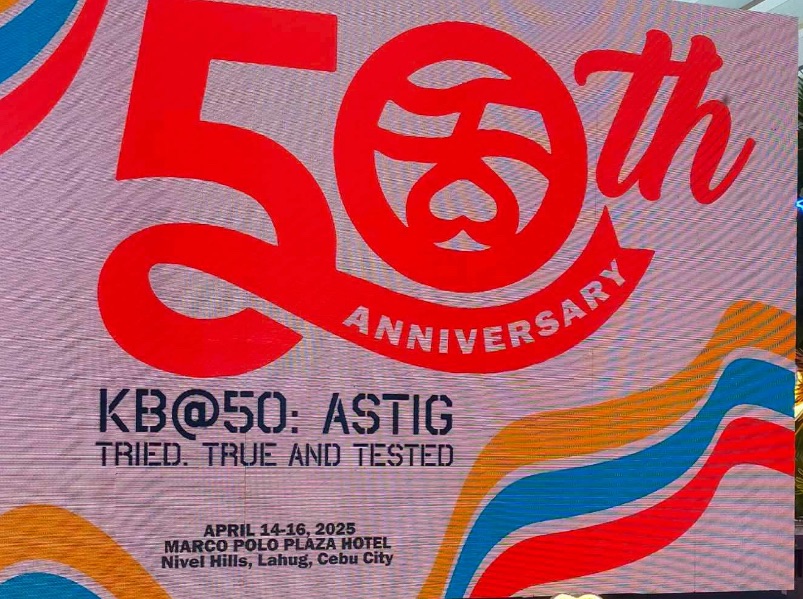 50th
ANNIVERSARY
KB@50: ASTIG
TRIED. TRUE AND TESTED
APRIL 14-16, 2025
MARCO POLO PLAZA HOTEL
Nivel Hills, Lahug, Cebu City